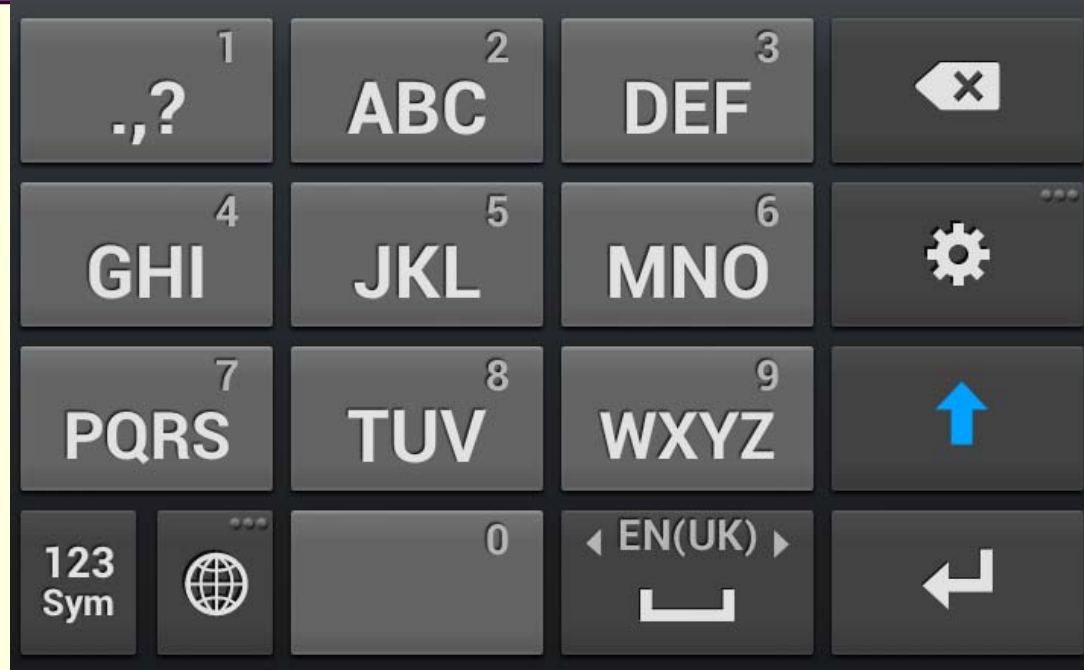 1 2 3
.,? ABC DEF
4 5 6
GHI JKL MNO
7 8 9
PQRS TUV WXYZ
0 EN(UK)
123
Sym